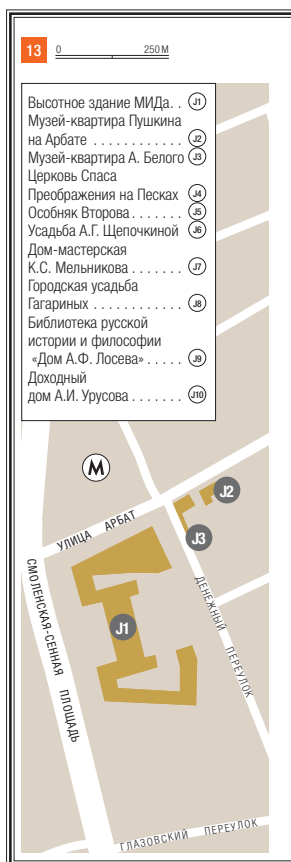 13
0 250 М
Высотное здание МИДа. . J1
Музей-квартира Пушкина
на Арбате . . . . . . . . . . . . J2
Музей-квартира А. Белого J3
Церковь Спаса
Преображения на Песках J4
Особняк Второва . . . . . . . J5
Усадьба А.Г. Щепочкиной J6
Дом-мастерская
К.С. Мельникова . . . . . . . J7
Городская усадьба
Гагариных . . . . . . . . . . . . J8
Библиотека русской
истории и философии
«Дом А.Ф. Лосева» . . . . . J9
Доходный
дом А.И. Урусова . . . . . . . J10
М
J2
УЛИЦА АРБАТ
J3
СМОЛЕНСКАЯ-СЕННАЯ ПЛОЩАДЬ
ДЕНЕЖНЫЙ ПЕРЕУЛОК
J1
ГЛАЗОВСКИЙ ПЕРЕУЛОК